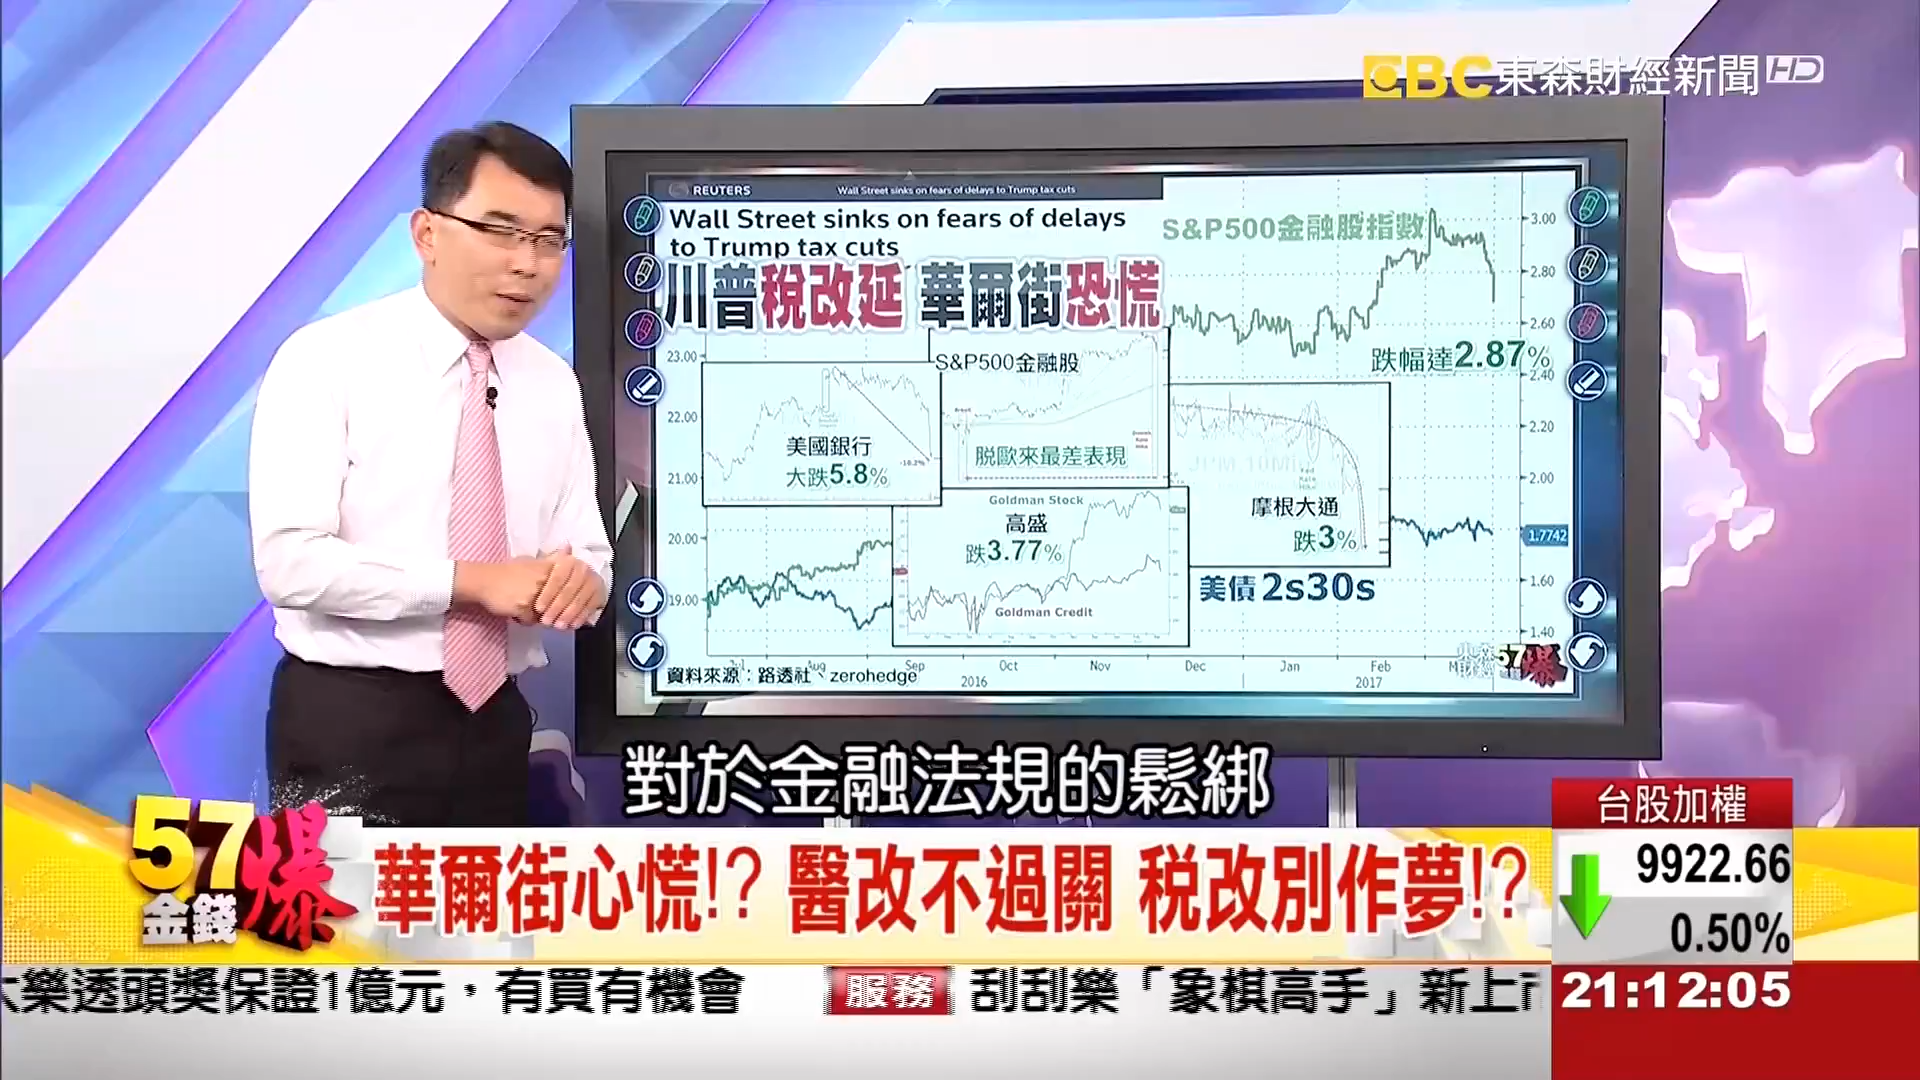 EBC東森財經新聞HD
REUTERS
Wall Street sinks on fears of delays to Trump tax cuts
Wall Street sinks on fears of delays
to Trump tax cuts
川普稅改延 華爾街恐慌
S&P500金融股指數
跌幅達2.87%
3.00
2.80
2.60
2.40
2.20
2.00
1.7742
1.60
1.40
23.00
22.00
21.00
20.00
19.00
美國銀行
大跌5.8%
-10.2%
S&P500金融股
脫歐來最差表現
Goldman Stock
高盛
跌3.77%
Goldman Credit
摩根大通
跌3%
美債2s30s
Jul
Aug
Sep
Oct
Nov
Dec
Jan
Feb
2016
2017
資料來源：路透社、zerohedge
57爆
對於金融法規的鬆綁
57金錢爆
華爾街心慌!? 醫改不過關 稅改別作夢!?
台股加權
9922.66
0.50%
大樂透頭獎保證1億元，有買有機會
服務
刮刮樂「象棋高手」新上市
21:12:05